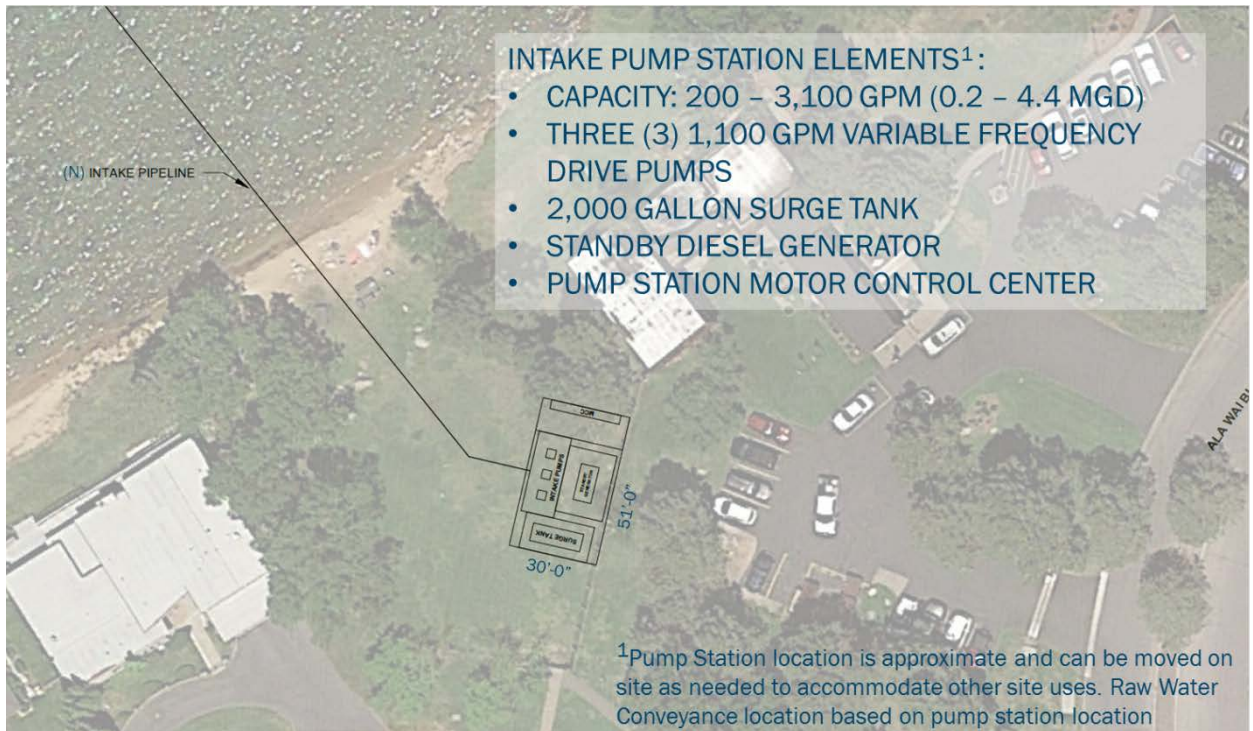 INTAKE PUMP STATION ELEMENTS¹:
• CAPACITY: 200 – 3,100 GPM (0.2 – 4.4 MGD)
• THREE (3) 1,100 GPM VARIABLE FREQUENCY
DRIVE PUMPS
• 2,000 GALLON SURGE TANK
• STANDBY DIESEL GENERATOR
• PUMP STATION MOTOR CONTROL CENTER
(N) INTAKE PIPELINE
ALA WAI BL
MCC
INTAKE PUMPS
SURGE TANK
51'-0"
30'-0"
¹Pump Station location is approximate and can be moved on
site as needed to accommodate other site uses. Raw Water
Conveyance location based on pump station location